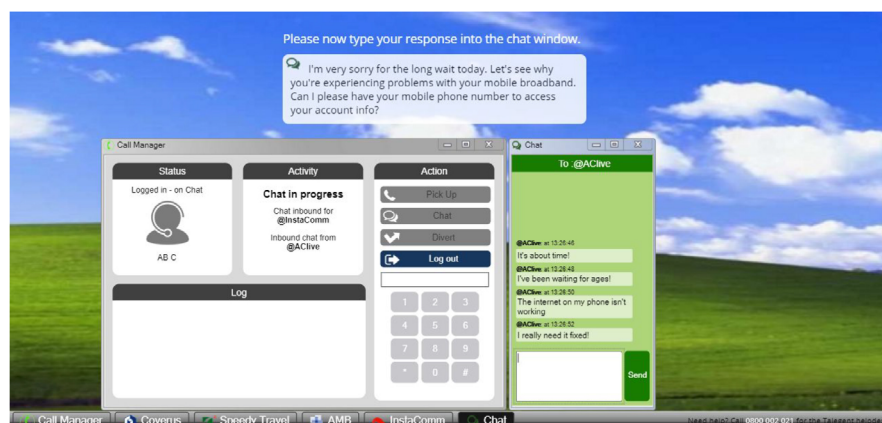 Please now type your response into the chat window.
I'm very sorry for the long wait today. Let's see why
you're experiencing problems with your mobile broadband.
Can I please have your mobile phone number to access
your account info?
Call Manager
Status
Logged in - on Chat
AB C
Activity
Chat in progress
Chat inbound for
@InstaComm
Inbound chat from
@AClive
Action
Pick Up
Chat
Divert
Log out
1 2 3
4 5 6
7 8 9
* 0 #
Log
Chat
To :@AClive
@AClive: at 13:26:46
It's about time!
@AClive: at 13:26:48
I've been waiting for ages!
@AClive: at 13:26:50
The internet on my phone isn't
working
@AClive: at 13:26:52
I really need it fixed!
Send
Call Manager Coverus Speedy Travel AMB InstaComm Chat
Need help? Call 0800 002 021 for the